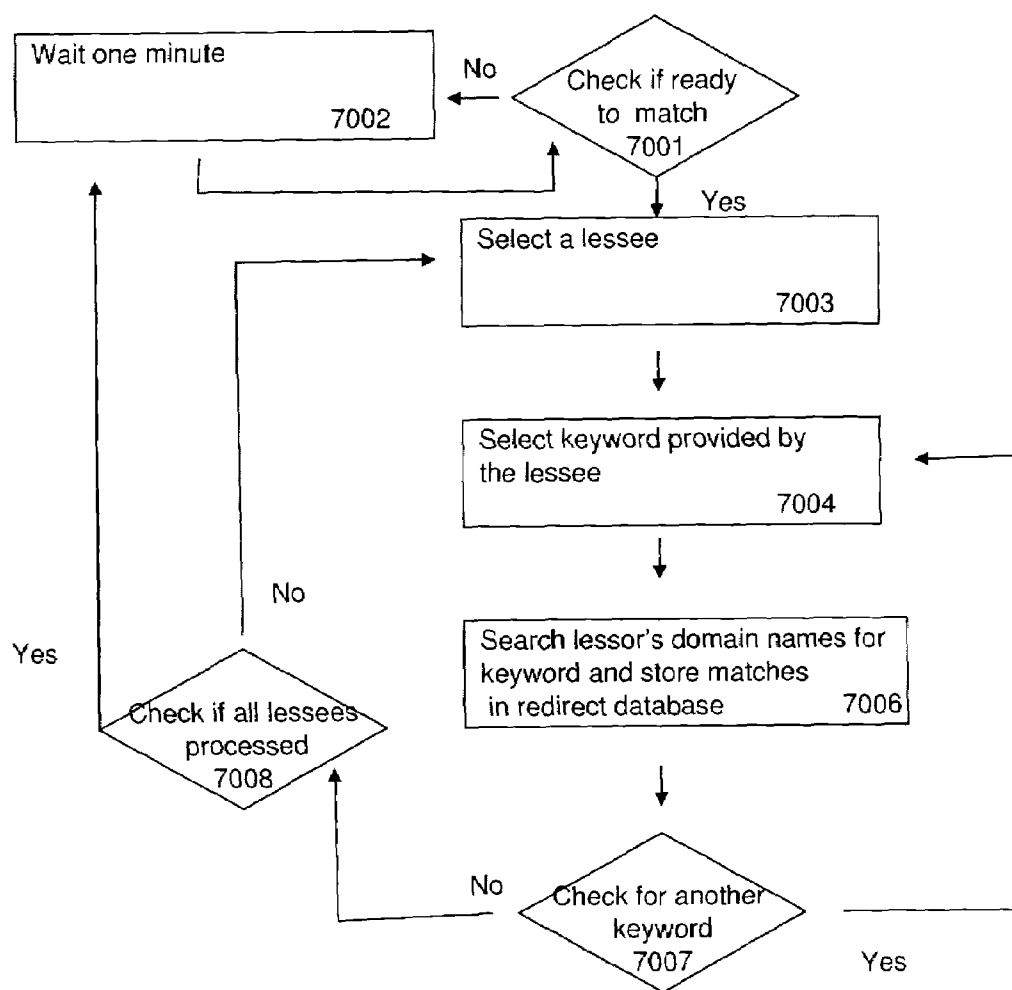 Wait one minute
7002
No
Check if ready
to match
7001
Yes
Select a lessee
7003
Select keyword provided by
the lessee
7004
No
Search lessor's domain names for
keyword and store matches
in redirect database 7006
Yes
Check if all lessees
processed
7008
No
Check for another
keyword
7007
Yes